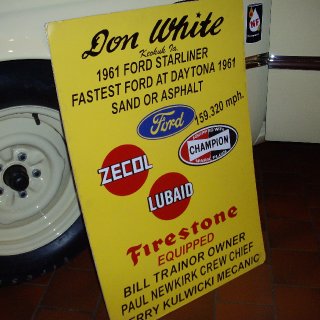 Don White
Keokuk Ia.
1961 FORD STARLINER
FASTEST FORD AT DAYTONA 1961
SAND OR ASPHALT
Ford
159.320 mph.
CHAMPION
ZECOL
LUBAID
Firestone
EQUIPPED
BILL TRAINOR OWNER
PAUL NEWKIRK CREW CHIEF
ERRY KULWICKI MECANIC